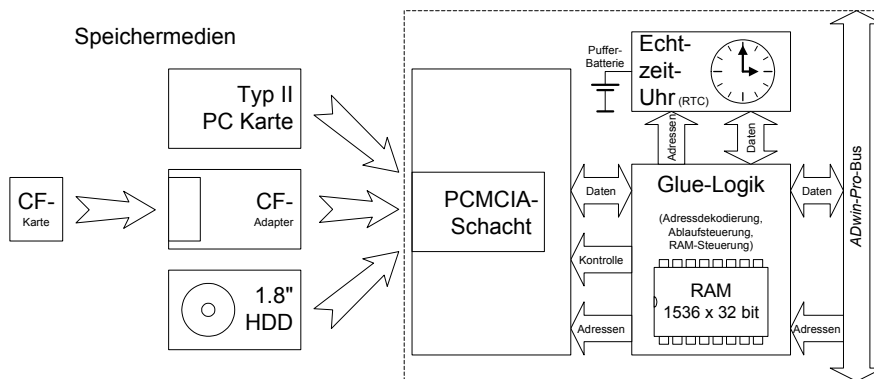 Speichermedien
Typ II
PC Karte
CF-
Karte
CF-
Adapter
1.8"
HDD
PCMCIA-
Schacht
Puffer-
Batterie
Echt-
zeit-
Uhr (RTC)
Adressen
Daten
Daten
Kontrolle
Adressen
Glue-Logik
(Adressdekodierung,
Ablaufsteuerung,
RAM-Steuerung)
RAM
1536 x 32 bit
Daten
Adressen
ADwin-Pro-Bus